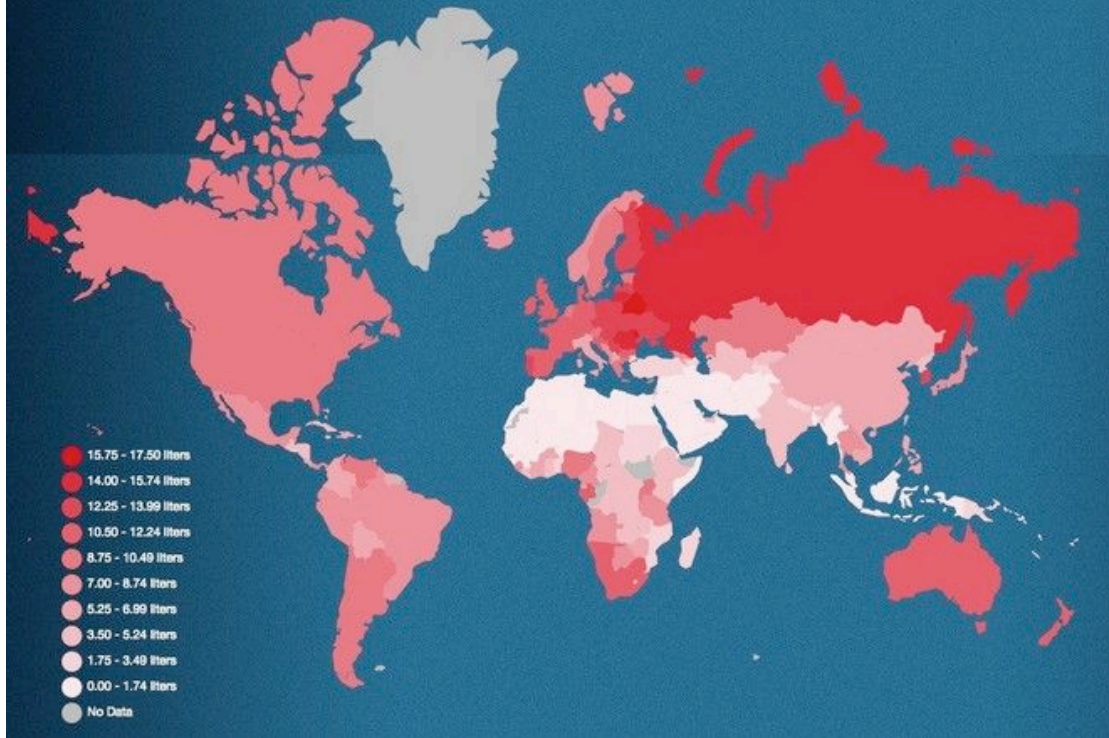 15.75 - 17.50 liters
14.00 - 15.74 liters
12.25 - 13.99 liters
10.50 - 12.24 liters
8.75 - 10.49 liters
7.00 - 8.74 liters
5.25 - 6.99 liters
3.50 - 5.24 liters
1.75 - 3.49 liters
0.00 - 1.74 liters
No Data